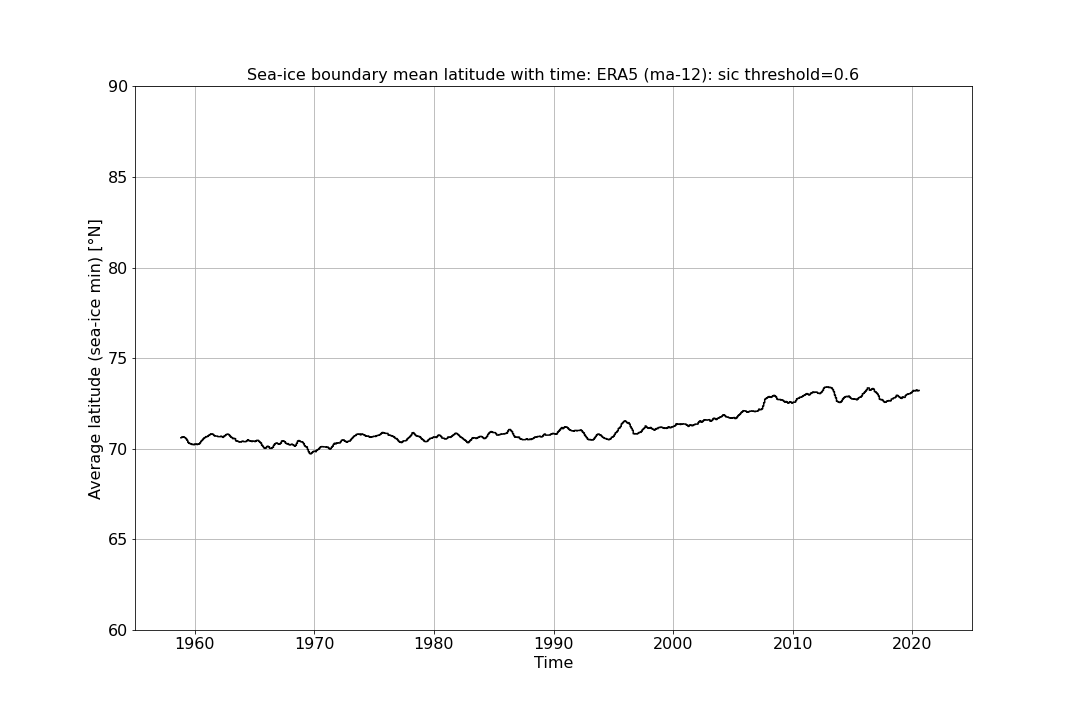 Sea-ice boundary mean latitude with time: ERA5 (ma-12): sic threshold=0.6
Average latitude (sea-ice min) [°N]
90
85
80
75
70
65
60
1960 1970 1980 1990 2000 2010 2020
Time